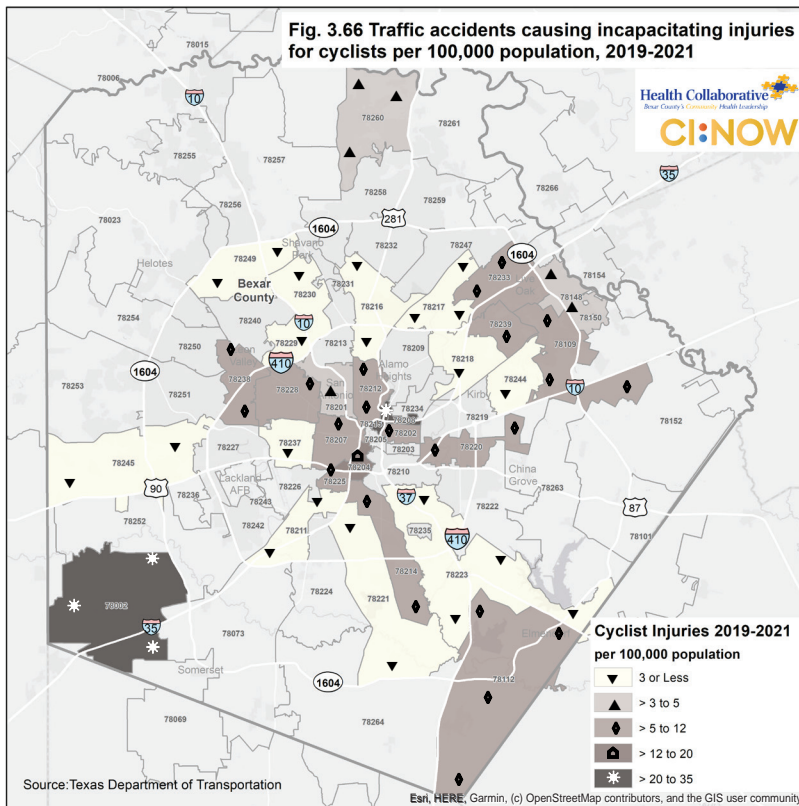 Fig. 3.66 Traffic accidents causing incapacitating injuries
for cyclists per 100,000 population, 2019-2021
Health Collaborative
Bexar County's Community Health Leadership
CI:NOW
78015
78006
10
78260
78261
78255
78257
35
78258
78266
78256
78259
78023
1604
281
78232
78247
1604
Shavano
Park
78249
Helotes
78233
78154
78231
Bexar
County
78230
78148
78216
78217
78150
78254
78240
10
78229
78213
78239
78250
78209
78109
410
Alamo
Heights
78218
1604
78238
78253
78228
San
Antonio
78212
78244
10
78251
Kirby
78201
78234
78219
78152
78207
78205
78202
78227
78237
78203
78220
78245
78204
Lackland
AFB
78210
China
Grove
90
78225
78226
78236
37
78263
78243
87
78222
78252
78242
78211
78235
78101
410
78214
78223
78002
78224
78221
35
Elmendorf
78073
Somerset
1604
78112
78069
78264
Cyclist Injuries 2019-2021
per 100,000 population
3 or Less
> 3 to 5
> 5 to 12
> 12 to 20
> 20 to 35
Source:Texas Department of Transportation
Esri, HERE, Garmin, (c) OpenStreetMap contributors, and the GIS user community